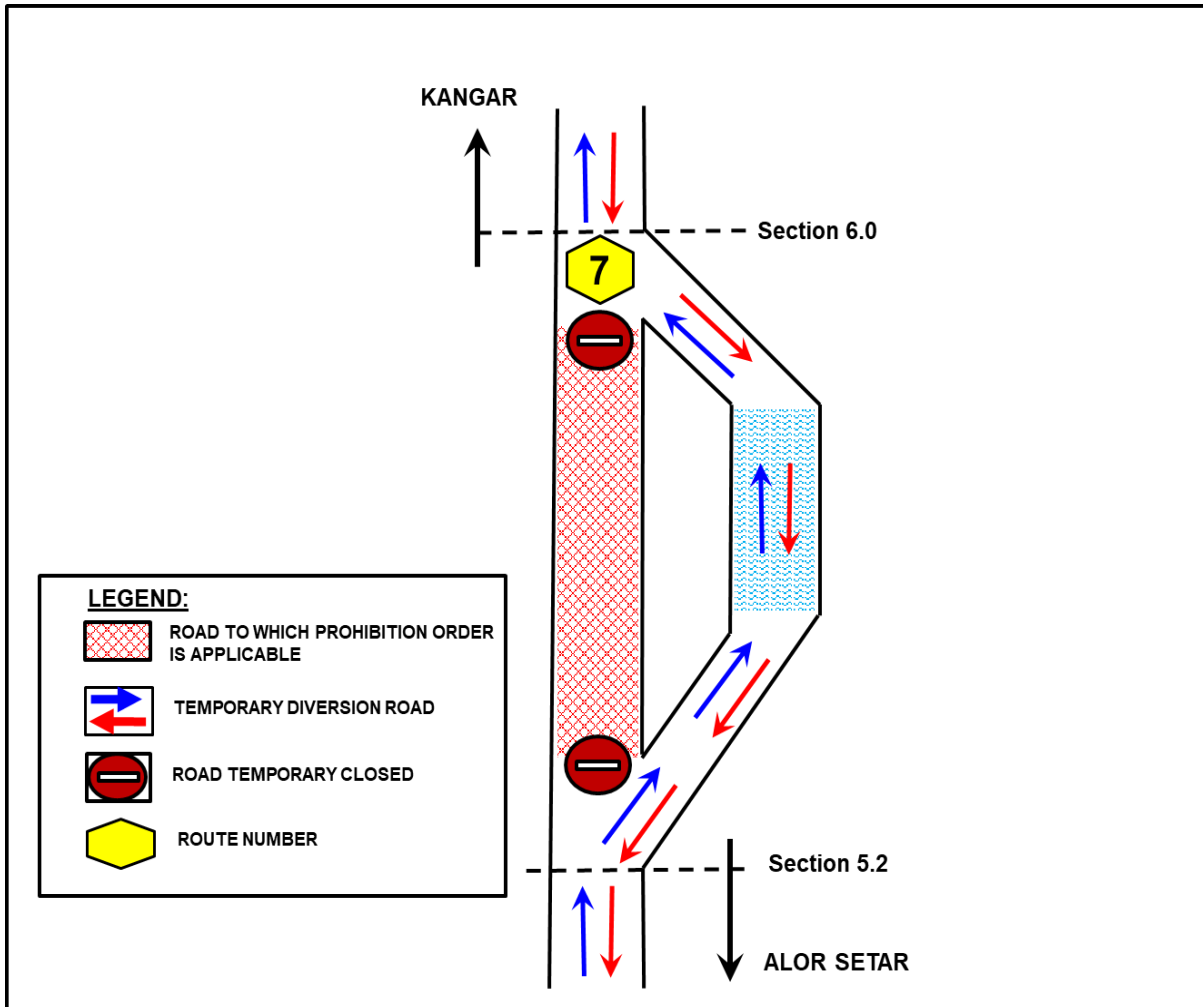 KANGAR
Section 6.0
7
LEGEND:
ROAD TO WHICH PROHIBITION ORDER
IS APPLICABLE
TEMPORARY DIVERSION ROAD
ROAD TEMPORARY CLOSED
ROUTE NUMBER
Section 5.2
ALOR SETAR